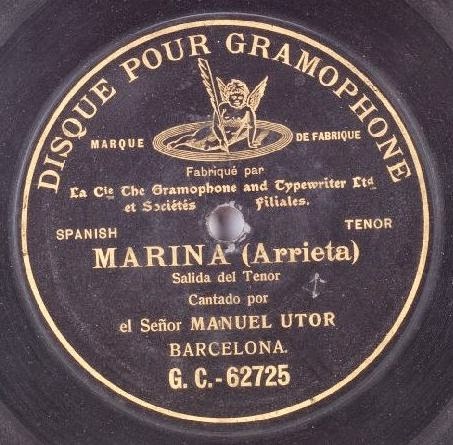 DISQUE POUR GRAMOPHONE
MARQUE DE FABRIQUE
Fabriqué par
La Cie The Gramophone and Typewriter Ltd
et Sociétés filiales.
SPANISH TENOR
MARINA (Arrieta)
Salida del Tenor
Cantado por
el Señor MANUEL UTOR
BARCELONA.
G. C.-62725